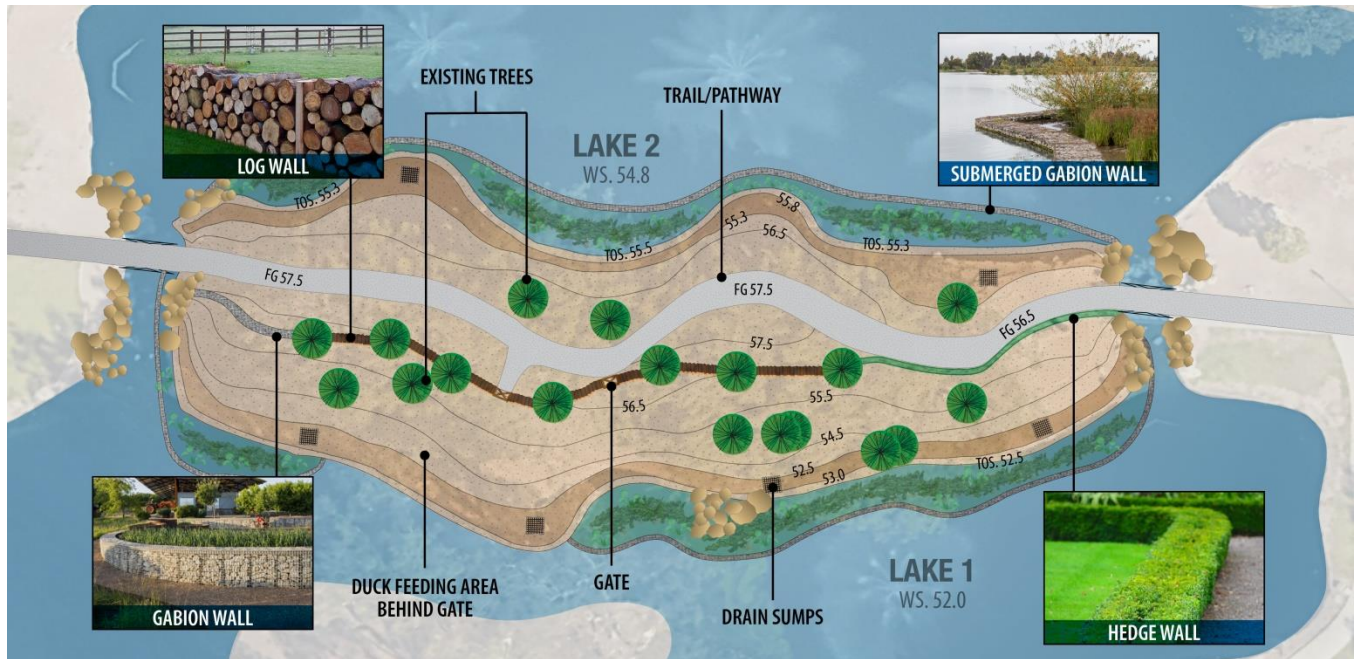 EXISTING TREES
TRAIL/PATHWAY
LAKE 2
WS. 54.8
LOG WALL
SUBMERGED GABION WALL
TOS. 55.3
TOS. 55.5
55.3
55.8
56.5
TOS. 55.3
FG 57.5
FG 57.5
FG 56.5
57.5
56.5
55.5
54.5
52.5
53.0
TOS. 52.5
GABION WALL
DUCK FEEDING AREA
BEHIND GATE
GATE
DRAIN SUMPS
LAKE 1
WS. 52.0
HEDGE WALL